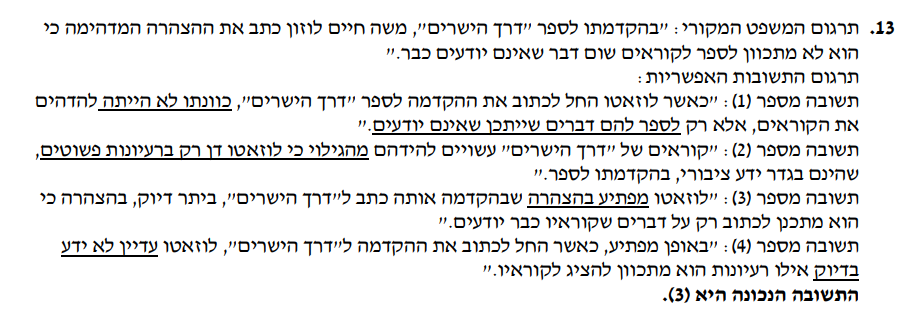 13. תרגום המשפט המקורי: "בהקדמתו לספר "דרך הישרים", משה חיים לוזון כתב את ההצהרה המדהימה כי
הוא לא מתכוון לספר לקוראים שום דבר שאינם יודעים כבר."
תרגום התשובות האפשריות:
תשובה מספר (1): "כאשר לוזאטו החל לכתוב את ההקדמה לספר "דרך הישרים", כוונתו לא הייתה להדהים
את הקוראים, אלא רק לספר להם דברים שייתכן שאינם יודעים."
תשובה מספר (2): "קוראים של "דרך הישרים" עשויים להידהם מהגילוי כי לוזאטו דן רק ברעיונות פשוטים,
שהינם בגדר ידע ציבורי, בהקדמתו לספר."
תשובה מספר (3): "לוזאטו מפתיע בהצהרה שבהקדמה אותה כתב ל"דרך הישרים", ביתר דיוק, בהצהרה כי
הוא מתכנן לכתוב רק על דברים שקוראיו כבר יודעים."
תשובה מספר (4): "באופן מפתיע, כאשר החל לכתוב את ההקדמה ל"דרך הישרים", לוזאטו עדיין לא ידע
בדיוק אילו רעיונות הוא מתכוון להציג לקוראיו."
התשובה הנכונה היא (3).